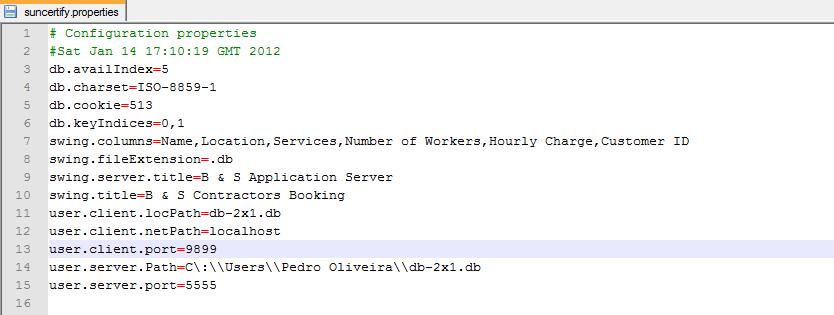 suncertify.properties
1 # Configuration properties
2 #Sat Jan 14 17:10:19 GMT 2012
3 db.availIndex=5
4 db.charset=ISO-8859-1
5 db.cookie=513
6 db.keyIndices=0,1
7 swing.columns=Name,Location,Services,Number of Workers,Hourly Charge,Customer ID
8 swing.fileExtension=.db
9 swing.server.title=B & S Application Server
10 swing.title=B & S Contractors Booking
11 user.client.locPath=db-2x1.db
12 user.client.netPath=localhost
13 user.client.port=9899
14 user.server.Path=C\:\\Users\\Pedro Oliveira\\db-2x1.db
15 user.server.port=5555
16